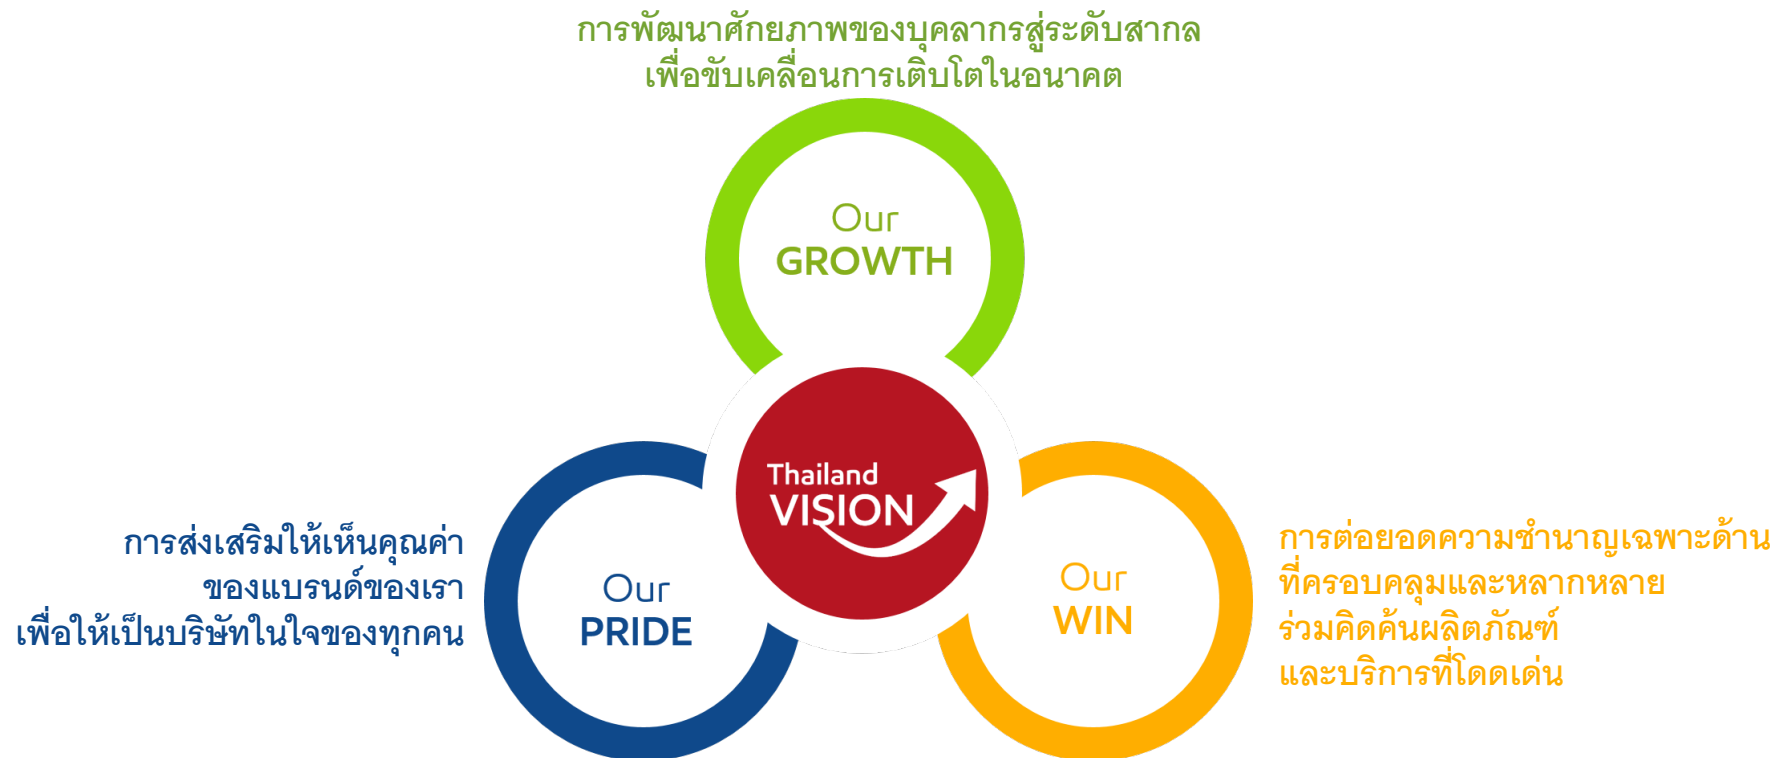 การพัฒนาศักยภาพของบุคลากรสู่ระดับสากล
เพื่อขับเคลื่อนการเติบโตในอนาคต
Our
GROWTH
Thailand
VISION
การส่งเสริมให้เห็นคุณค่า
ของแบรนด์ของเรา
เพื่อให้เป็นบริษัทในใจของทุกคน
Our
PRIDE
Our
WIN
การต่อยอดความชำนาญเฉพาะด้าน
ที่ครอบคลุมและหลากหลาย
ร่วมคิดค้นผลิตภัณฑ์
และบริการที่โดดเด่น